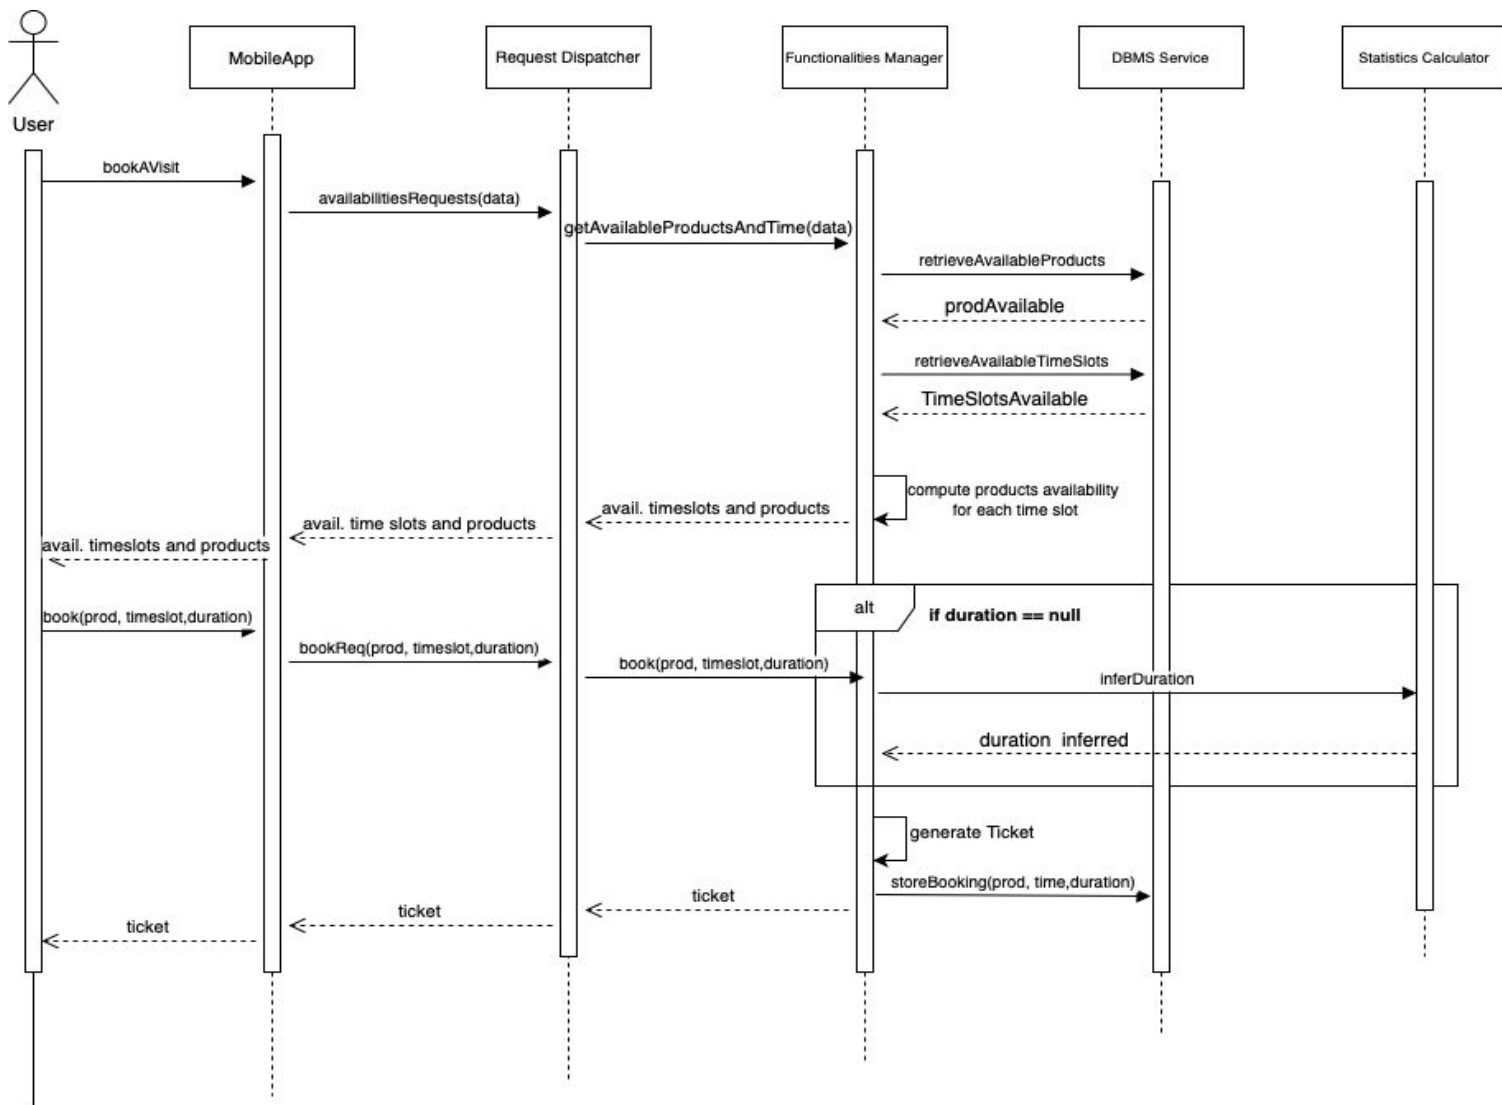 User
MobileApp
Request Dispatcher
Functionalities Manager
DBMS Service
Statistics Calculator
bookAVisit
availabilitiesRequests(data)
getAvailableProductsAndTime(data)
retrieveAvailableProducts
prodAvailable
retrieveAvailableTimeSlots
TimeSlotsAvailable
compute products availability
for each time slot
avail. timeslots and products
avail. time slots and products
avail. timeslots and products
alt
if duration == null
book(prod, timeslot,duration)
bookReq(prod, timeslot,duration)
book(prod, timeslot,duration)
inferDuration
duration  inferred
generate Ticket
storeBooking(prod, time,duration)
ticket
ticket
ticket